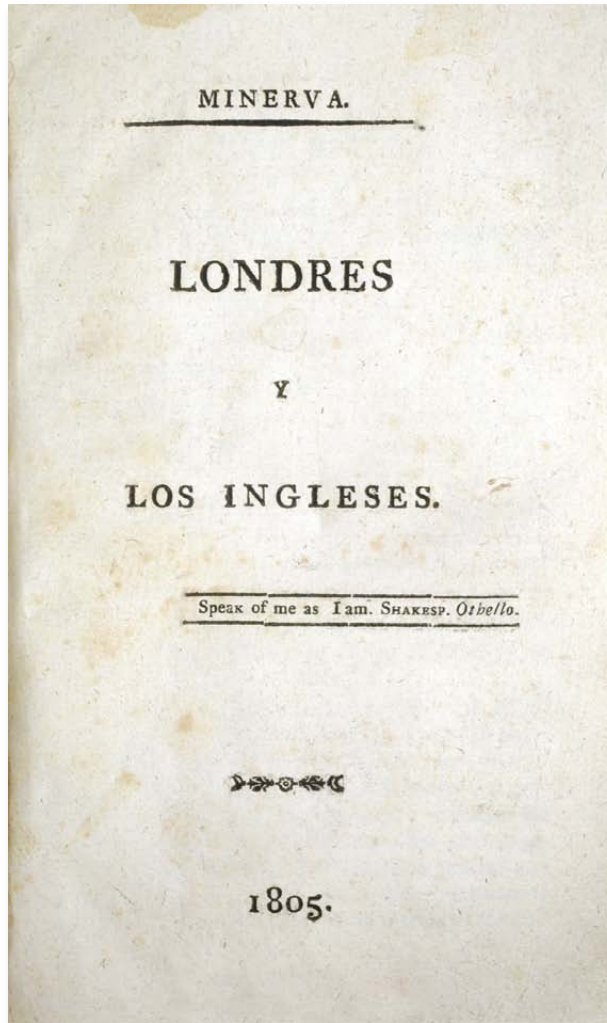 MINERVA.
LONDRES
Y
LOS INGLESES.
Speak of me as I am. SHAKESP. Othello.
1805.